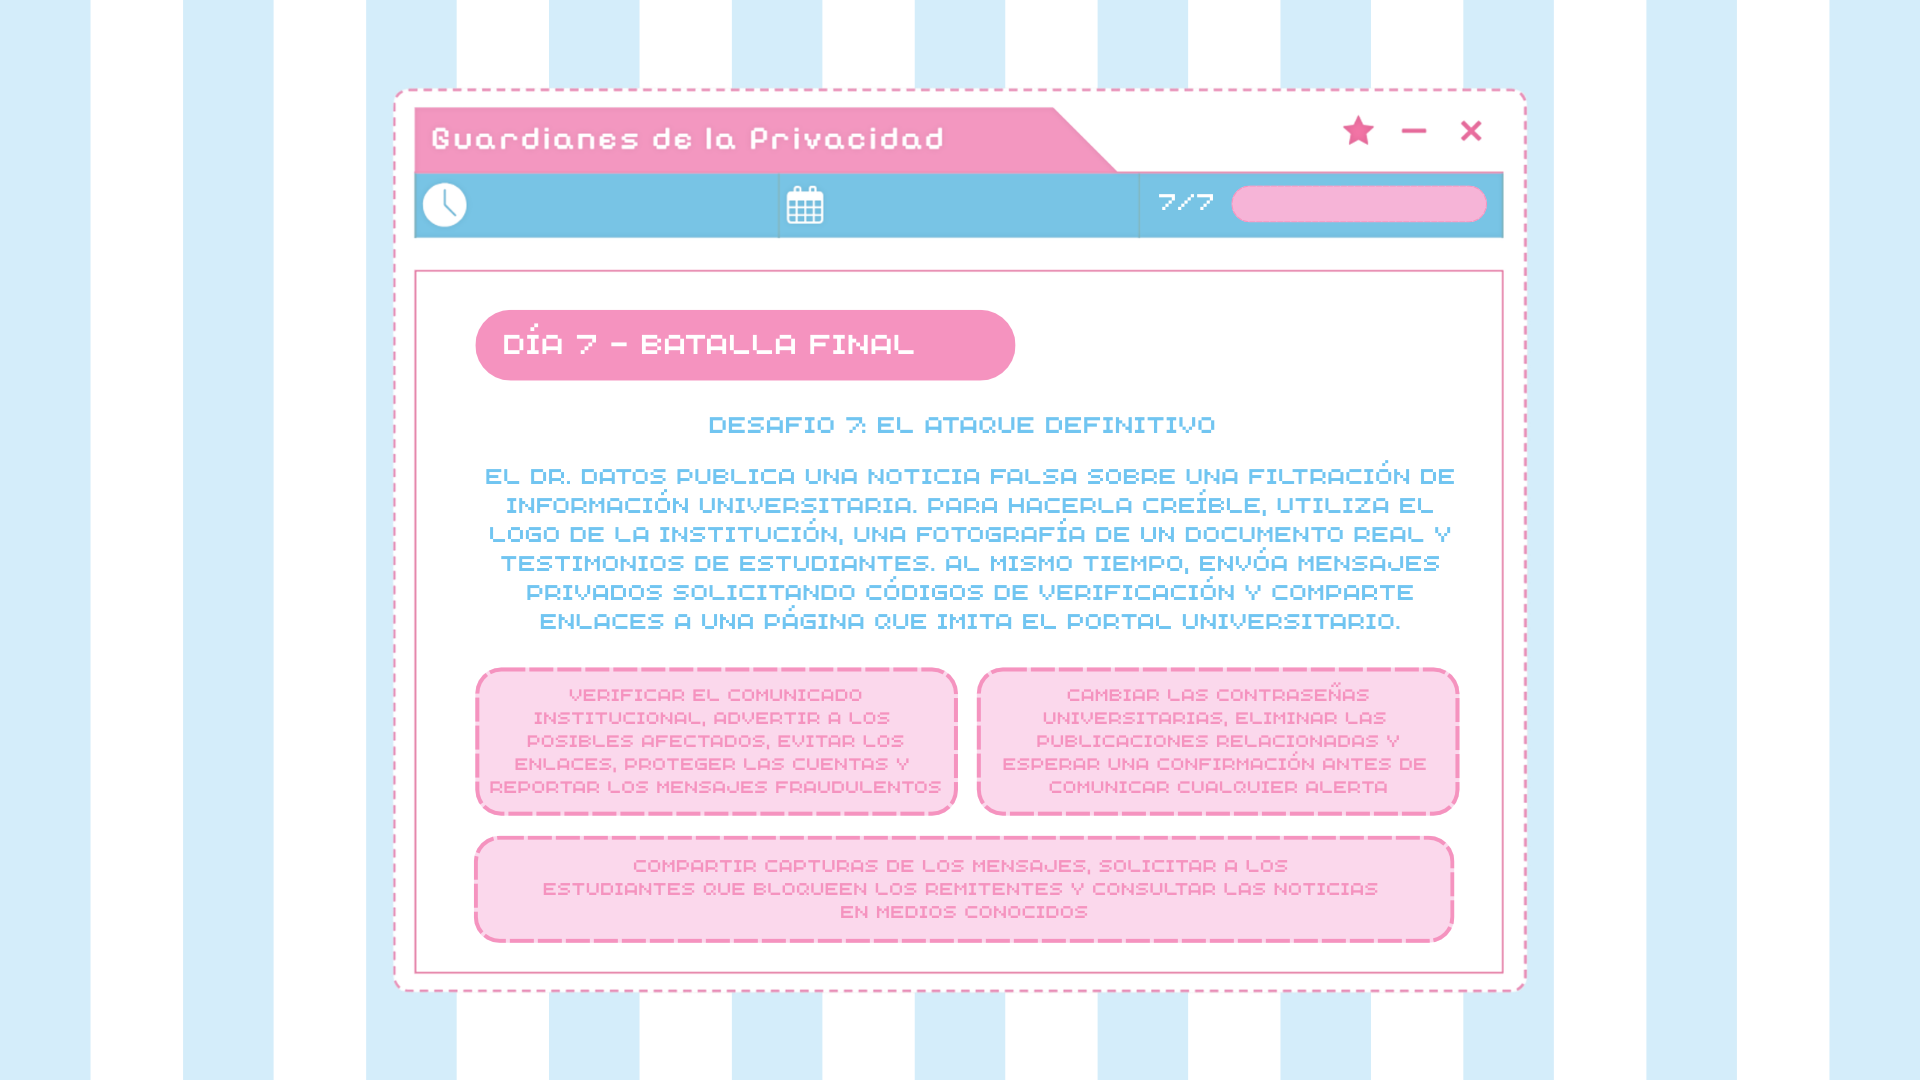 Guardianes de la Privacidad
7/7
DÍA 7 - BATALLA FINAL
DESAFIO 7: EL ATAQUE DEFINITIVO
EL DR. DATOS PUBLICA UNA NOTICIA FALSA SOBRE UNA FILTRACIÓN DE
INFORMACIÓN UNIVERSITARIA. PARA HACERLA CREÍBLE, UTILIZA EL
LOGO DE LA INSTITUCIÓN, UNA FOTOGRAFÍA DE UN DOCUMENTO REAL Y
TESTIMONIOS DE ESTUDIANTES. AL MISMO TIEMPO, ENVÓA MENSAJES
PRIVADOS SOLICITANDO CÓDIGOS DE VERIFICACIÓN Y COMPARTE
ENLACES A UNA PÁGINA QUE IMITA EL PORTAL UNIVERSITARIO.
VERIFICAR EL COMUNICADO
INSTITUCIONAL, ADVERTIR A LOS
POSIBLES AFECTADOS, EVITAR LOS
ENLACES, PROTEGER LAS CUENTAS Y
REPORTAR LOS MENSAJES FRAUDULENTOS
CAMBIAR LAS CONTRASEÑAS
UNIVERSITARIAS, ELIMINAR LAS
PUBLICACIONES RELACIONADAS Y
ESPERAR UNA CONFIRMACIÓN ANTES DE
COMUNICAR CUALQUIER ALERTA
COMPARTIR CAPTURAS DE LOS MENSAJES, SOLICITAR A LOS
ESTUDIANTES QUE BLOQUEEN LOS REMITENTES Y CONSULTAR LAS NOTICIAS
EN MEDIOS CONOCIDOS